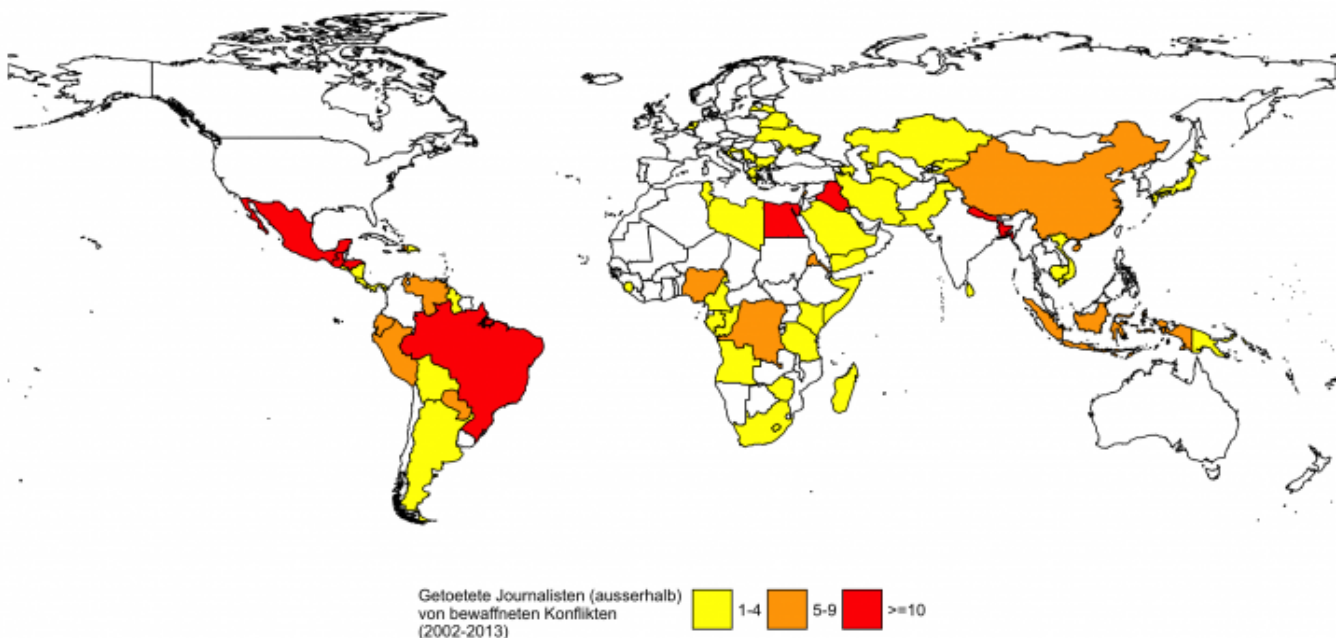 Getoetete Journalisten (ausserhalb)
von bewaffneten Konflikten
(2002-2013)
1-4
5-9
>=10